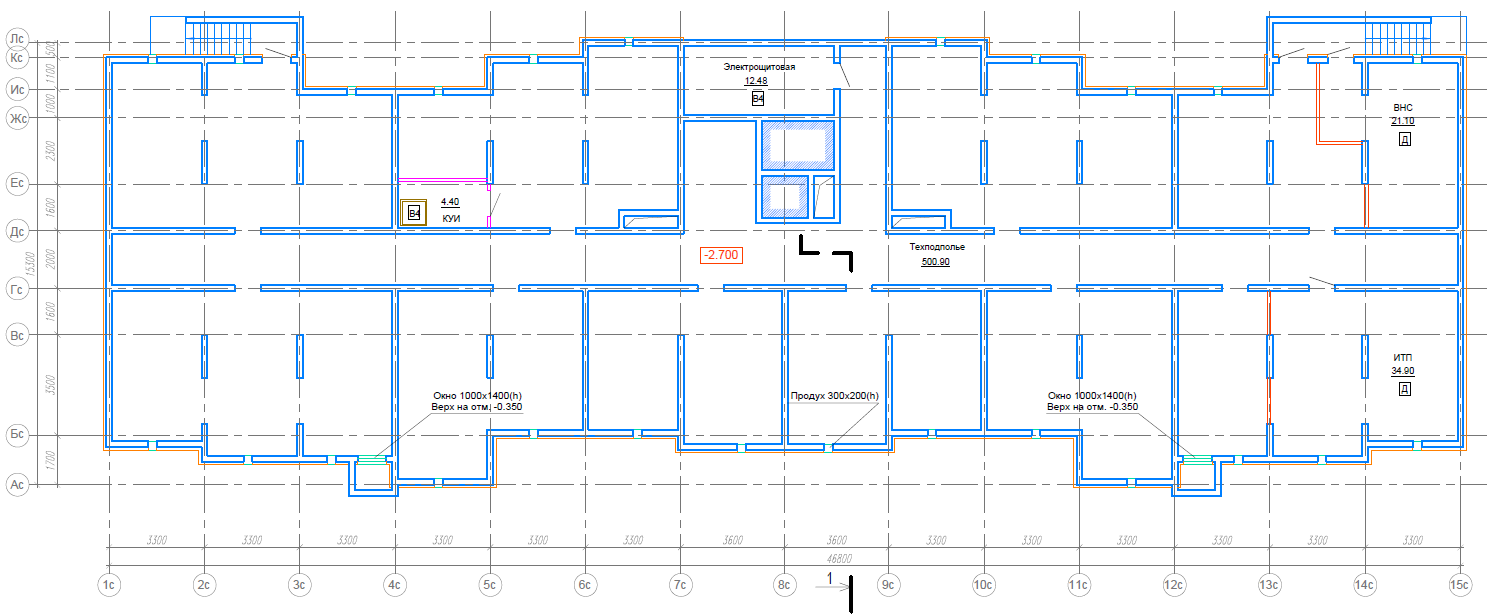 Лс
Кс
Ис
Жс
Ес
Дс
Гс
Вс
Бс
Ас
500
1100
1000
2300
1600
2000
1600
3500
1700
15300
Электрощитовая
12.48
В4
ВНС
21.10
Д
4.40
В4
КУИ
-2.700
Техподполье
500.90
ИТП
34.90
Д
Окно 1000х1400(h)
Верх на отм. -0.350
Продух 300х200(h)
Окно 1000х1400(h)
Верх на отм. -0.350
3300 3300 3300 3300 3300 3300 3600 3600 3300 3300 3300 3300 3300 3300
46800
1
1с 2с 3с 4с 5с 6с 7с 8с 9с 10с 11с 12с 13с 14с 15с